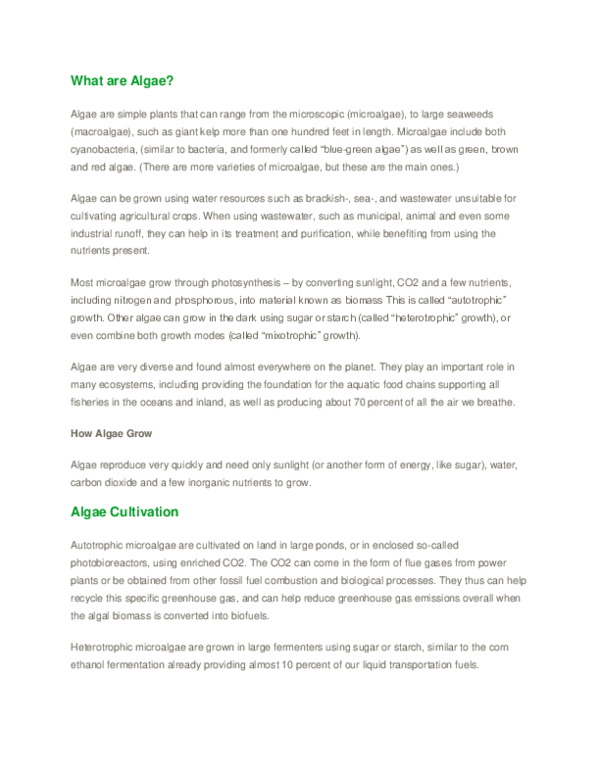 What are Algae?
Algae are simple plants that can range from the microscopic (microalgae), to large seaweeds
(macroalgae), such as giant kelp more than one hundred feet in length. Microalgae include both
cyanobacteria, (similar to bacteria, and formerly called “blue-green algae”) as well as green, brown
and red algae. (There are more varieties of microalgae, but these are the main ones.)
Algae can be grown using water resources such as brackish-, sea-, and wastewater unsuitable for
cultivating agricultural crops. When using wastewater, such as municipal, animal and even some
industrial runoff, they can help in its treatment and purification, while benefiting from using the
nutrients present.
Most microalgae grow through photosynthesis – by converting sunlight, CO2 and a few nutrients,
including nitrogen and phosphorous, into material known as biomass This is called “autotrophic”
growth. Other algae can grow in the dark using sugar or starch (called “heterotrophic” growth), or
even combine both growth modes (called “mixotrophic” growth).
Algae are very diverse and found almost everywhere on the planet. They play an important role in
many ecosystems, including providing the foundation for the aquatic food chains supporting all
fisheries in the oceans and inland, as well as producing about 70 percent of all the air we breathe.
How Algae Grow
Algae reproduce very quickly and need only sunlight (or another form of energy, like sugar), water,
carbon dioxide and a few inorganic nutrients to grow.
Algae Cultivation
Autotrophic microalgae are cultivated on land in large ponds, or in enclosed so-called
photobioreactors, using enriched CO2. The CO2 can come in the form of flue gases from power
plants or be obtained from other fossil fuel combustion and biological processes. They thus can help
recycle this specific greenhouse gas, and can help reduce greenhouse gas emissions overall when
the algal biomass is converted into biofuels.
Heterotrophic microalgae are grown in large fermenters using sugar or starch, similar to the corn
ethanol fermentation already providing almost 10 percent of our liquid transportation fuels.